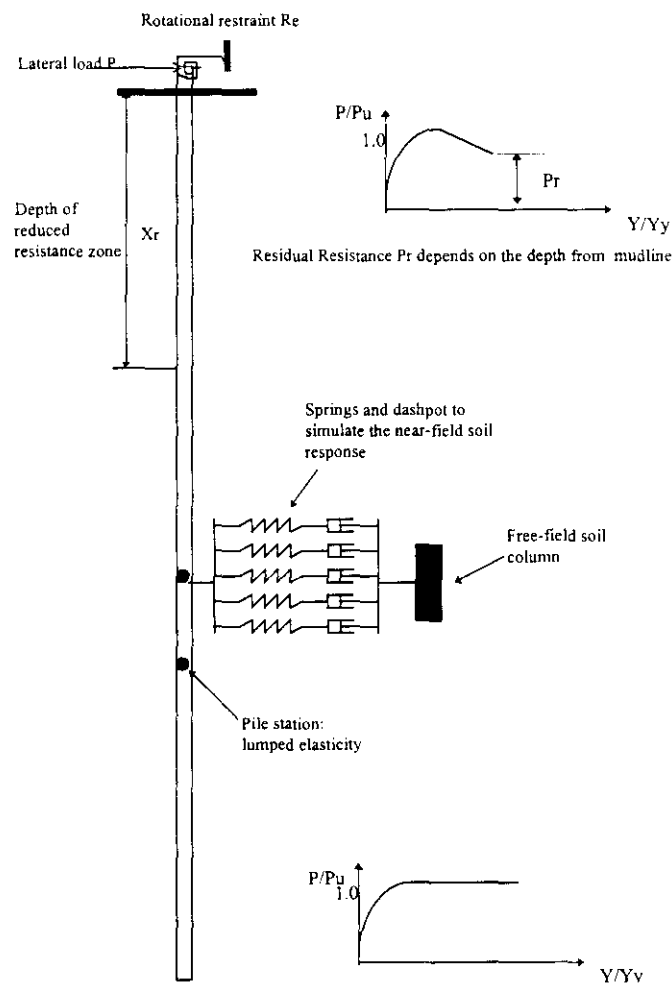 Rotational restraint Re
Lateral load P
P/Pu
1.0
Pr
Y/Yy
Depth of
reduced
resistance zone
Xr
Residual Resistance Pr depends on the depth from mudline
Springs and dashpot to
simulate the near-field soil
response
Free-field soil
column
Pile station:
lumped elasticity
P/Pu
1.0
Y/Yv